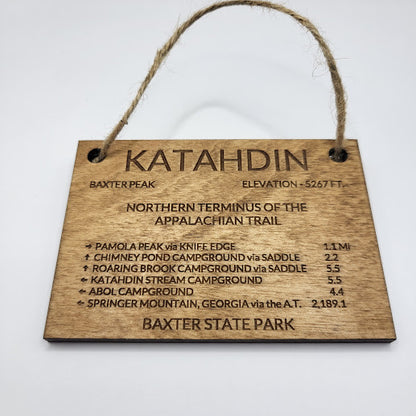 KATAHDIN
BAXTER PEAK ELEVATION - 5267 FT.
NORTHERN TERMINUS OF THE
APPALACHIAN TRAIL
→ PAMOLA PEAK via KNIFE EDGE 1.1 MI
↑ CHIMNEY POND CAMPGROUND via SADDLE 2.2
↑ ROARING BROOK CAMPGROUND via SADDLE 5.5
← KATAHDIN STREAM CAMPGROUND 5.5
← ABOL CAMPGROUND 4.4
← SPRINGER MOUNTAIN, GEORGIA via the A.T. 2,189.1
BAXTER STATE PARK